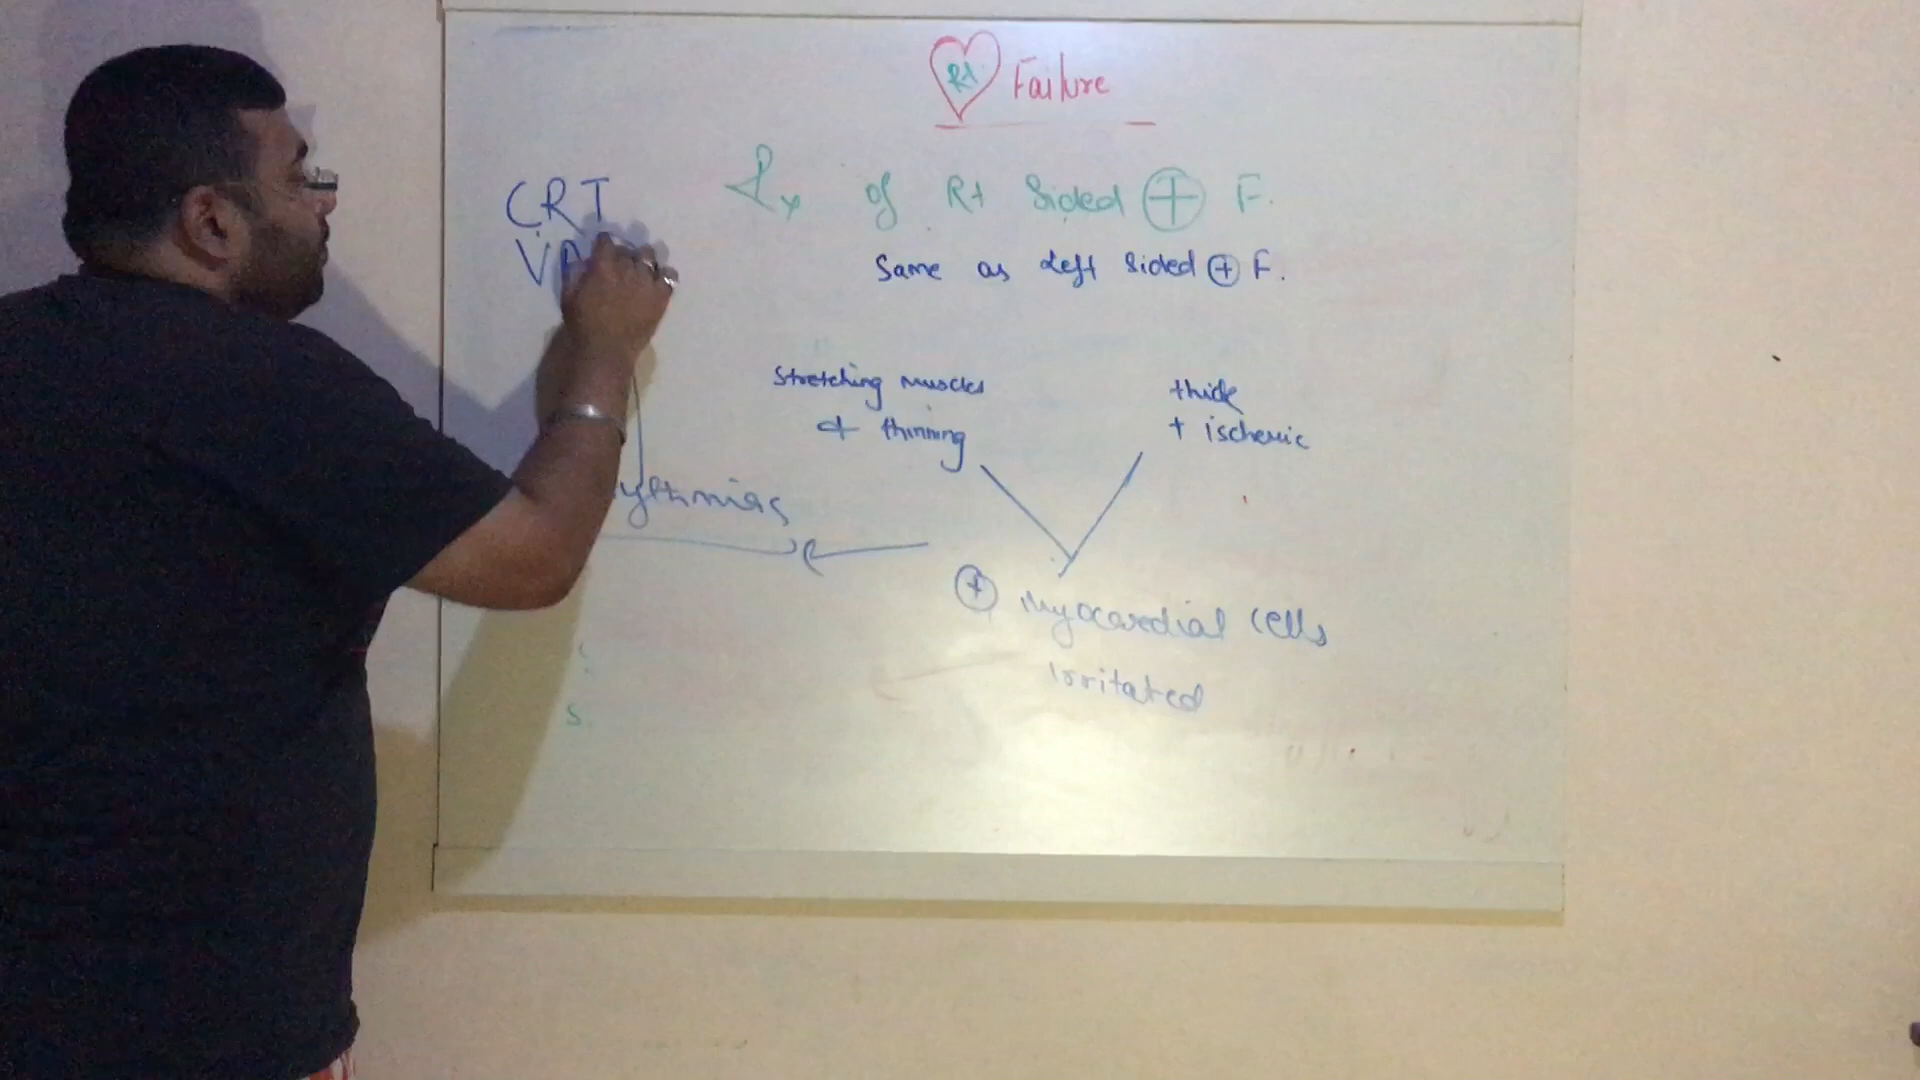 Rt Failure
Rx of Rt Sided + F.
CRT
Same as Left Sided + F.
Stretching muscles
& thinning
thick
+ ischemic
+ Myocardial cells
irritated
S.